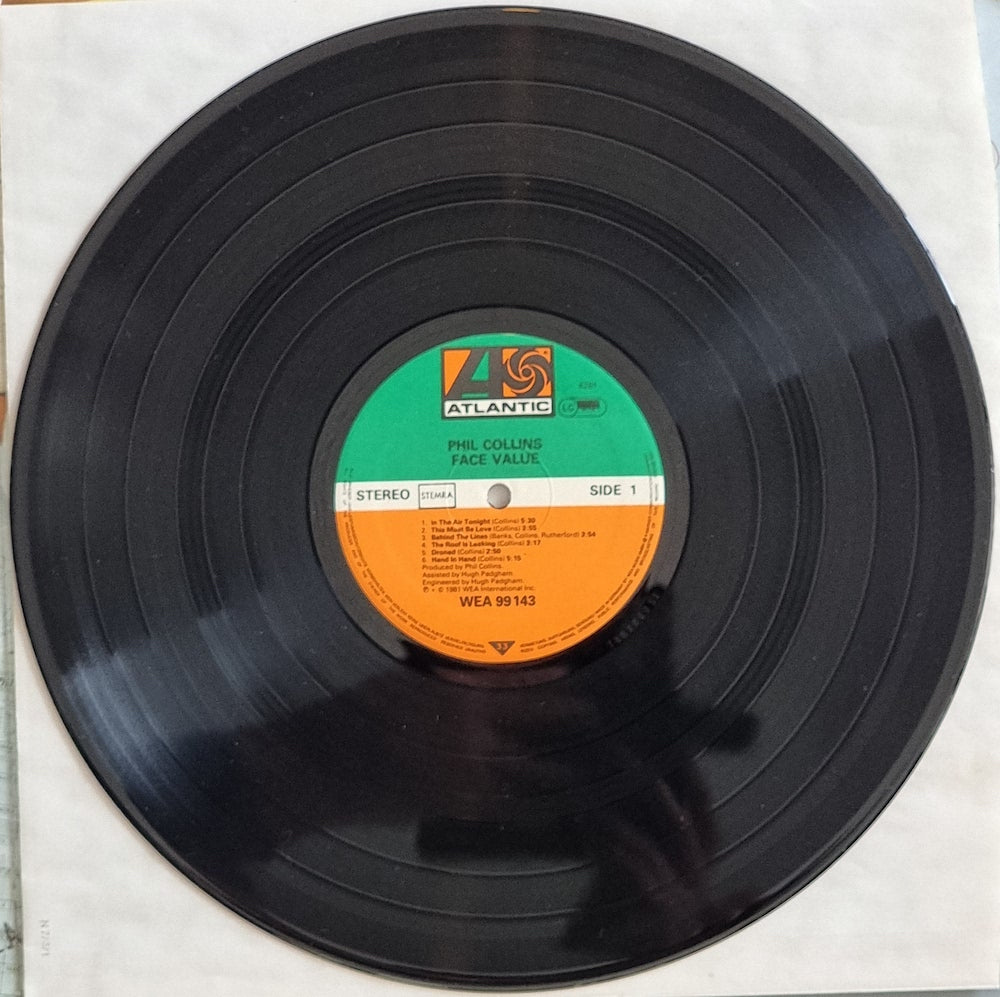 ATLANTIC
LC
PHIL COLLINS
FACE VALUE
STEREO STEMRA SIDE 1
1. In The Air Tonight (Collins) 5:30
2. This Must Be Love (Collins) 3:55
3. Behind The Lines (Banks, Collins, Rutherford) 3:54
4. The Roof Is Leaking (Collins) 3:17
5. Droned (Collins) 2:50
6. Hand In Hand (Collins) 5:15
Produced by Phil Collins.
Assisted by Hugh Padgham
Engineered by Hugh Padgham.
℗ • © 1981 WEA International Inc.
WEA 99 143
33